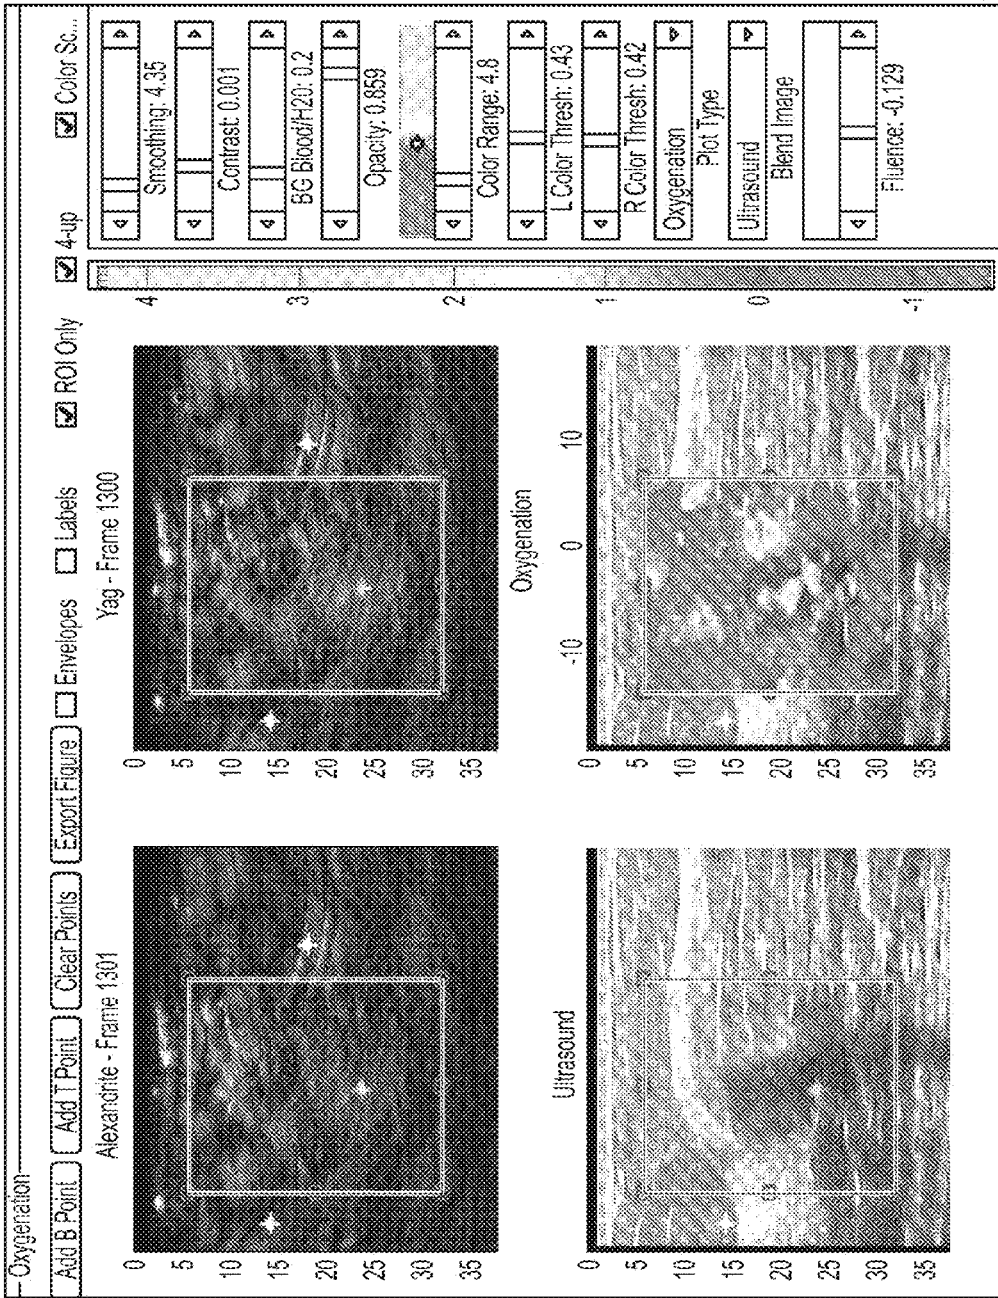 Oxygenation
Add B Point Add T Point Clear Points Export Figure Envelopes Labels ROI Only 4-up Color Sc...
Alexandrite - Frame 1301
0
5
10
15
20
25
30
35
Yag - Frame 1300
0
5
10
15
20
25
30
35
Ultrasound
0
5
10
15
20
25
30
35
Oxygenation
-10 0 10
0
5
10
15
20
25
30
35
4
3
2
1
0
-1
Smoothing: 4.35
Contrast: 0.001
BG Blood/H20: 0.2
Opacity: 0.859
Color Range: 4.8
L Color Thresh: 0.43
R Color Thresh: 0.42
Oxygenation
Plot Type
Ultrasound
Blend Image
Fluence: -0.129